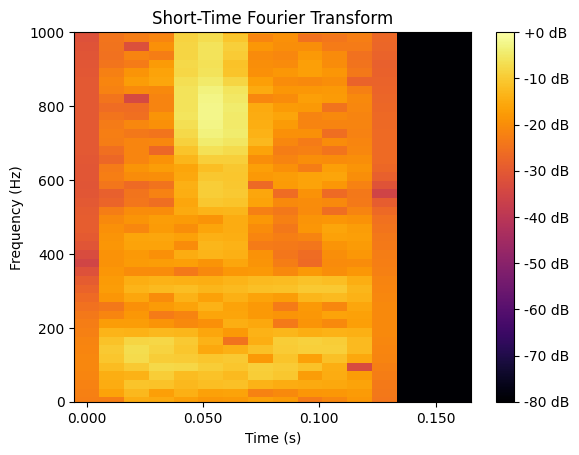 Short-Time Fourier Transform
Frequency (Hz)
1000
800
600
400
200
0
0.000
0.050
0.100
0.150
Time (s)
+0 dB
-10 dB
-20 dB
-30 dB
-40 dB
-50 dB
-60 dB
-70 dB
-80 dB